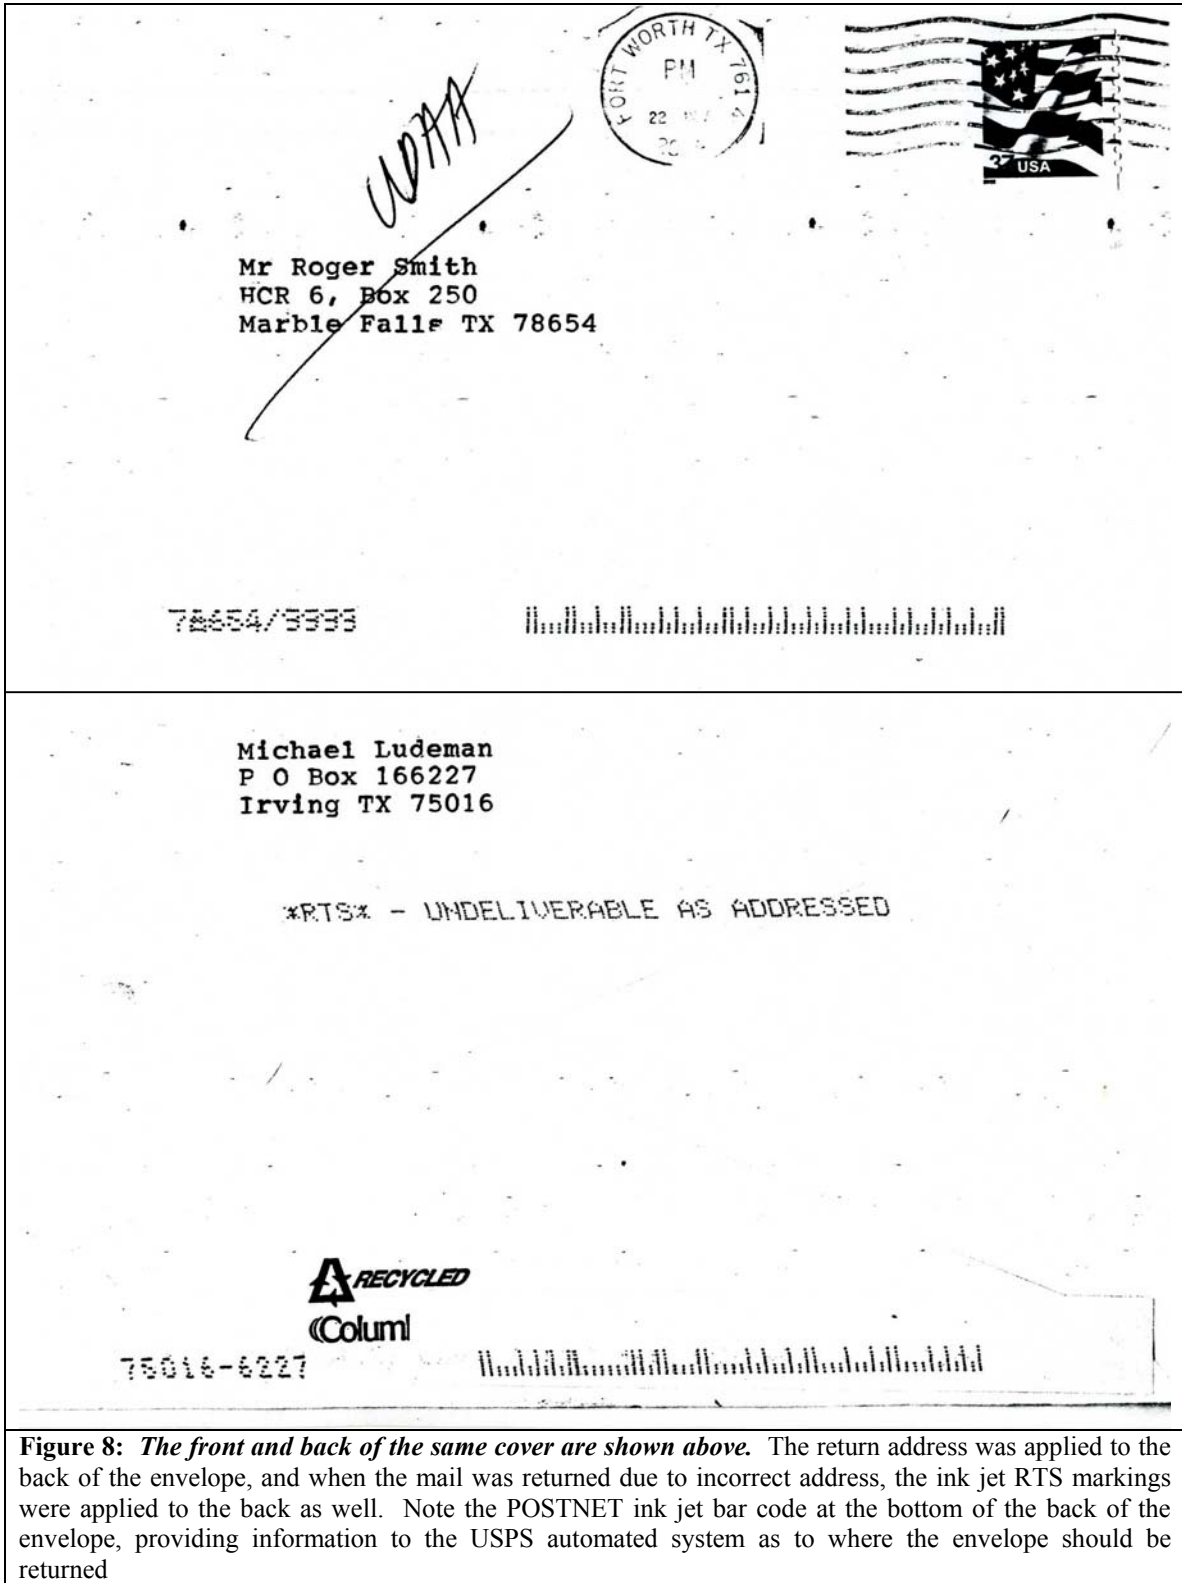 FORT WORTH TX 761 4
PM
22
37 USA
UDAA
Mr Roger Smith
HCR 6, Box 250
Marble Falls TX 78654
78654/9333
Michael Ludeman
P O Box 166227
Irving TX 75016
*RTS* - UNDELIVERABLE AS ADDRESSED
RECYCLED
Colum
75016-6227
Figure 8: The front and back of the same cover are shown above. The return address was applied to the
back of the envelope, and when the mail was returned due to incorrect address, the ink jet RTS markings
were applied to the back as well. Note the POSTNET ink jet bar code at the bottom of the back of the
envelope, providing information to the USPS automated system as to where the envelope should be
returned